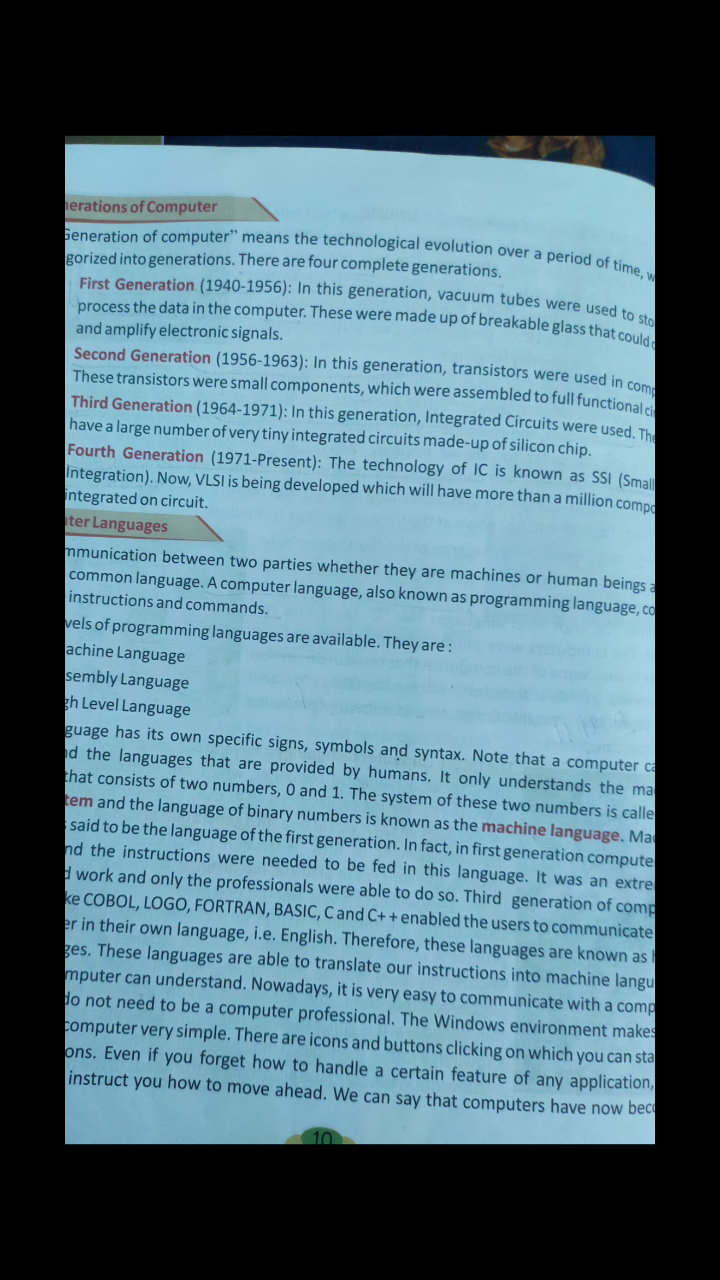 erations of Computer
Generation of computer" means the technological evolution over a period of time,
gorized into generations. There are four complete generations.
First Generation (1940-1956): In this generation, vacuum tubes were used to
process the data in the computer. These were made up of breakable glass that could
and amplify electronic signals.
Second Generation (1956-1963): In this generation, transistors were used in
These transistors were small components, which were assembled to full functional
Third Generation (1964-1971): In this generation, Integrated Circuits were used.
have a large number of very tiny integrated circuits made-up of silicon chip.
Fourth Generation (1971-Present): The technology of IC is known as SSI (Small
Integration). Now, VLSI is being developed which will have more than a million
integrated on circuit.
ter Languages
mmunication between two parties whether they are machines or human beings
common language. A computer language, also known as programming language,
instructions and commands.
vels of programming languages are available. They are :
achine Language
sembly Language
gh Level Language
guage has its own specific signs, symbols and syntax. Note that a computer
the languages that are provided by humans. It only understands the
that consists of two numbers, 0 and 1. The system of these two numbers is
tem and the language of binary numbers is known as the machine language.
said to be the language of the first generation. In fact, in first generation
the instructions were needed to be fed in this language. It was an
work and only the professionals were able to do so. Third generation of
ke COBOL, LOGO, FORTRAN, BASIC, C and C++ enabled the users to communicate
er in their own language, i.e. English. Therefore, these languages are known as
ges. These languages are able to translate our instructions into machine
mputer can understand. Nowadays, it is very easy to communicate with a
do not need to be a computer professional. The Windows environment makes
computer very simple. There are icons and buttons clicking on which you can
ons. Even if you forget how to handle a certain feature of any application,
instruct you how to move ahead. We can say that computers have now
10